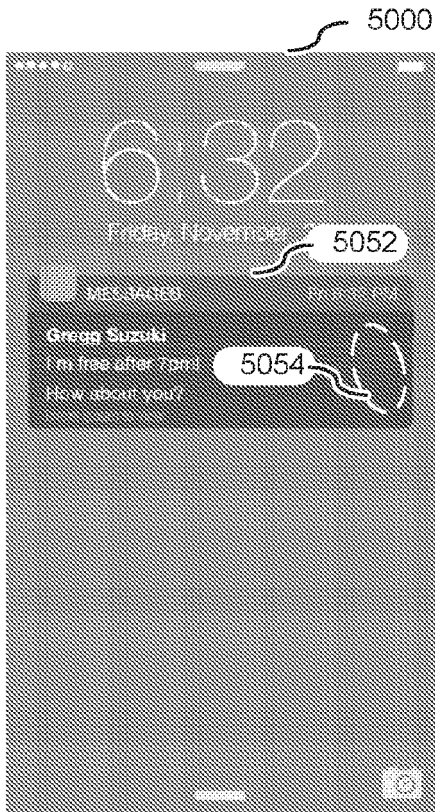 5000
6:32
Friday, November
5052
MESSAGES
Gregg Suzuki
I'm free after 7pm!
5054
How about you?